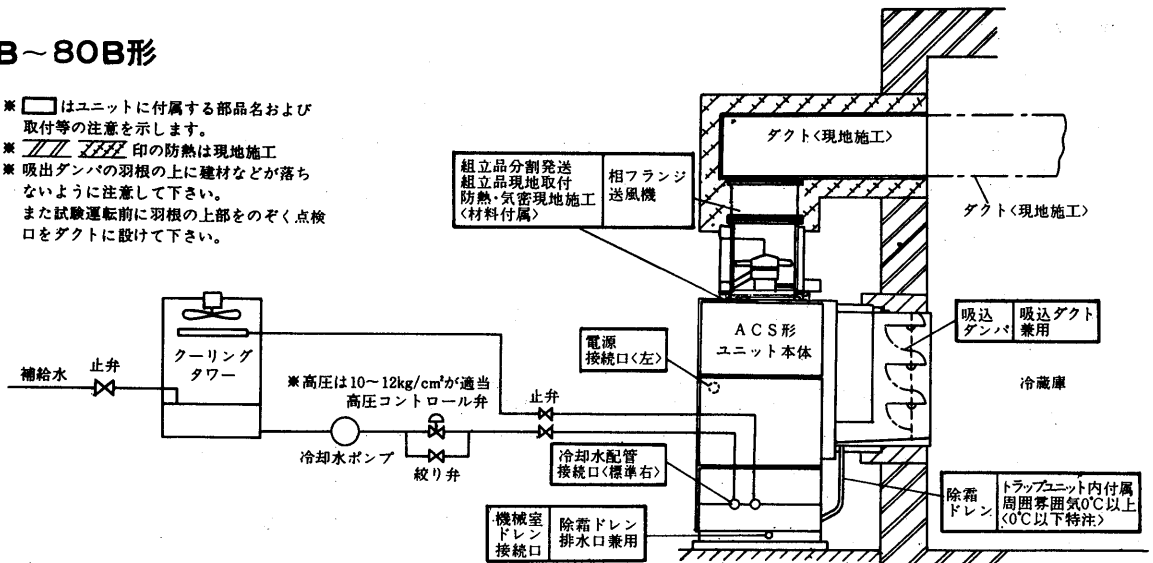 B～80B形
※ はユニットに付属する部品名および
取付等の注意を示します。
※ 印の防熱は現地施工
※ 吸出ダンパの羽根の上に建材などが落ち
ないように注意して下さい。
また試験運転前に羽根の上部をのぞく点検
口をダクトに設けて下さい。
ダクト〈現地施工〉
組立品分割発送
組立品現地取付
防熱・気密現地施工
〈材料付属〉
相フランジ
送風機
ダクト〈現地施工〉
クーリング
タワー
補給水
止弁
※高圧は10～12kg/cm²が適当
高圧コントロール弁
止弁
冷却水ポンプ
絞り弁
電源
接続口〈左〉
ACS形
ユニット本体
吸込
ダンパ
吸込ダクト
兼用
冷蔵庫
冷却水配管
接続口〈標準右〉
機械室
ドレン
接続口
除霜ドレン
排水口兼用
除霜
ドレン
トラップユニット内付属
周囲雰囲気0℃以上
〈0℃以下特注〉